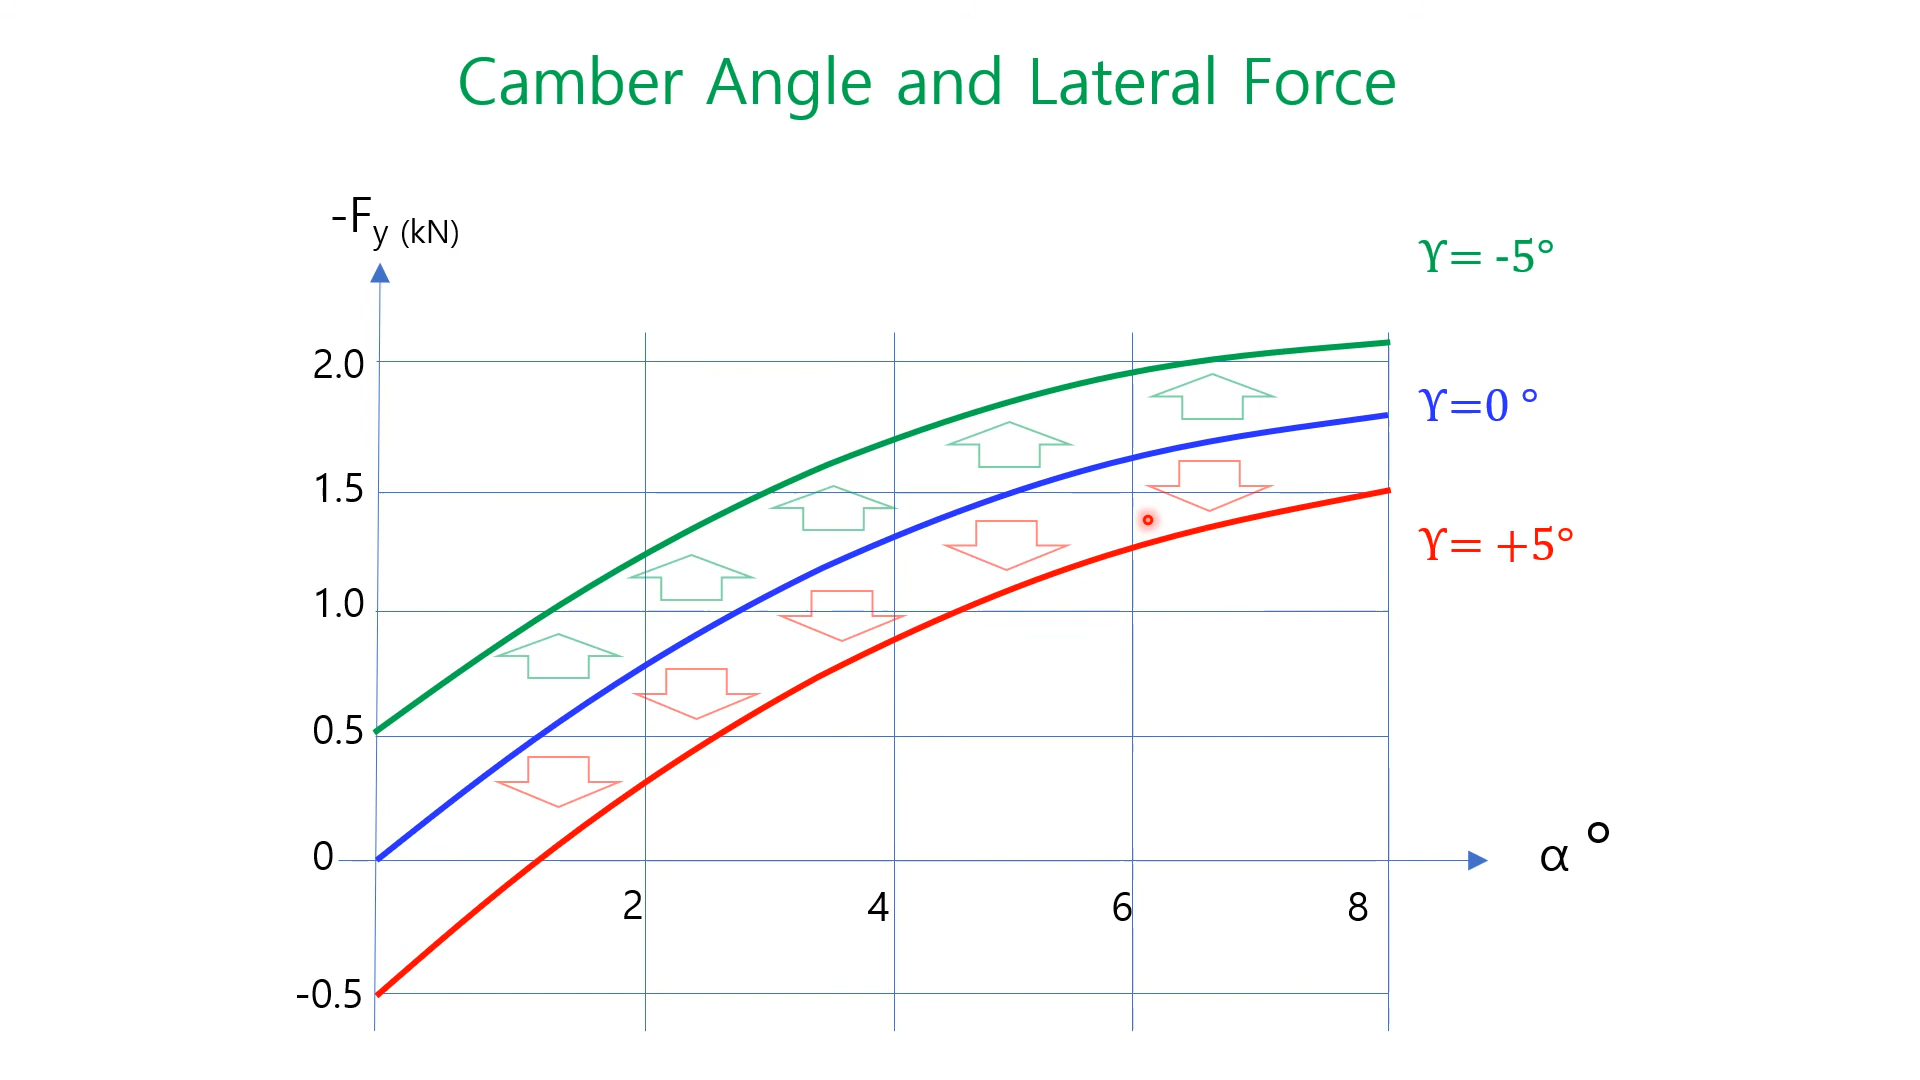 Camber Angle and Lateral Force
-Fy (kN)
ϒ= -5°
2.0
ϒ=0 °
1.5
ϒ= +5°
1.0
0.5
0
α °
2 4 6 8
-0.5